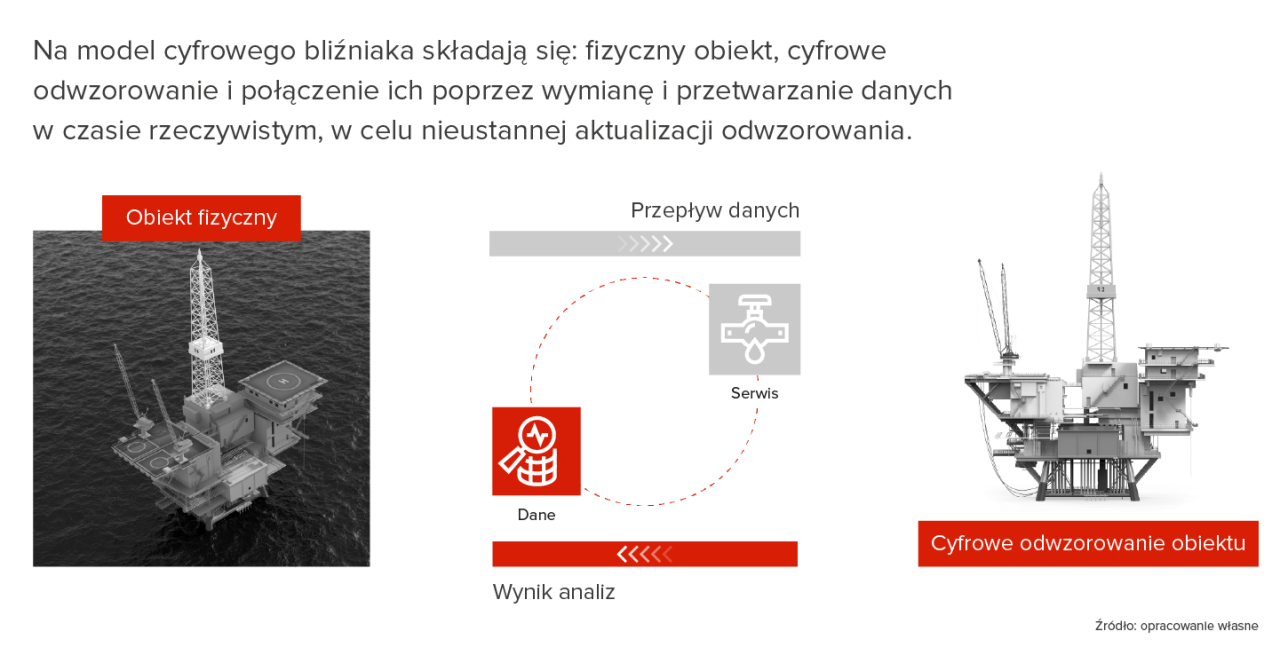 Na model cyfrowego bliźniaka składają się: fizyczny obiekt, cyfrowe
odwzorowanie i połączenie ich poprzez wymianę i przetwarzanie danych
w czasie rzeczywistym, w celu nieustannej aktualizacji odwzorowania.
Obiekt fizyczny
Przepływ danych
Serwis
Dane
Wynik analiz
Cyfrowe odwzorowanie obiektu
Źródło: opracowanie własne